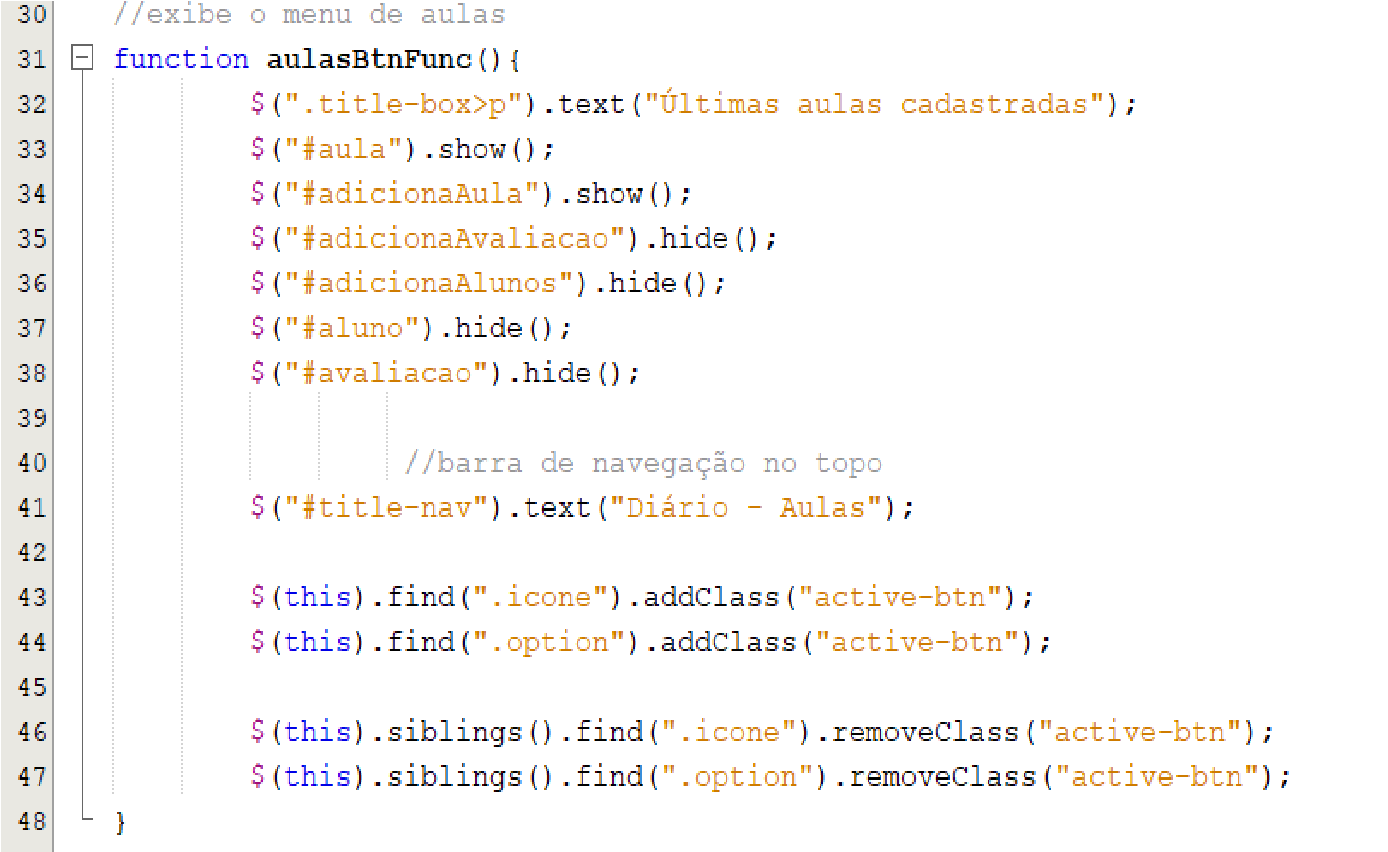 30 //exibe o menu de aulas
31 function aulasBtnFunc(){
32 $(".title-box>p").text("Últimas aulas cadastradas");
33 $("#aula").show();
34 $("#adicionaAula").show();
35 $("#adicionaAvaliacao").hide();
36 $("#adicionaAlunos").hide();
37 $("#aluno").hide();
38 $("#avaliacao").hide();
39
40 //barra de navegação no topo
41 $("#title-nav").text("Diário - Aulas");
42
43 $(this).find(".icone").addClass("active-btn");
44 $(this).find(".option").addClass("active-btn");
45
46 $(this).siblings().find(".icone").removeClass("active-btn");
47 $(this).siblings().find(".option").removeClass("active-btn");
48 }